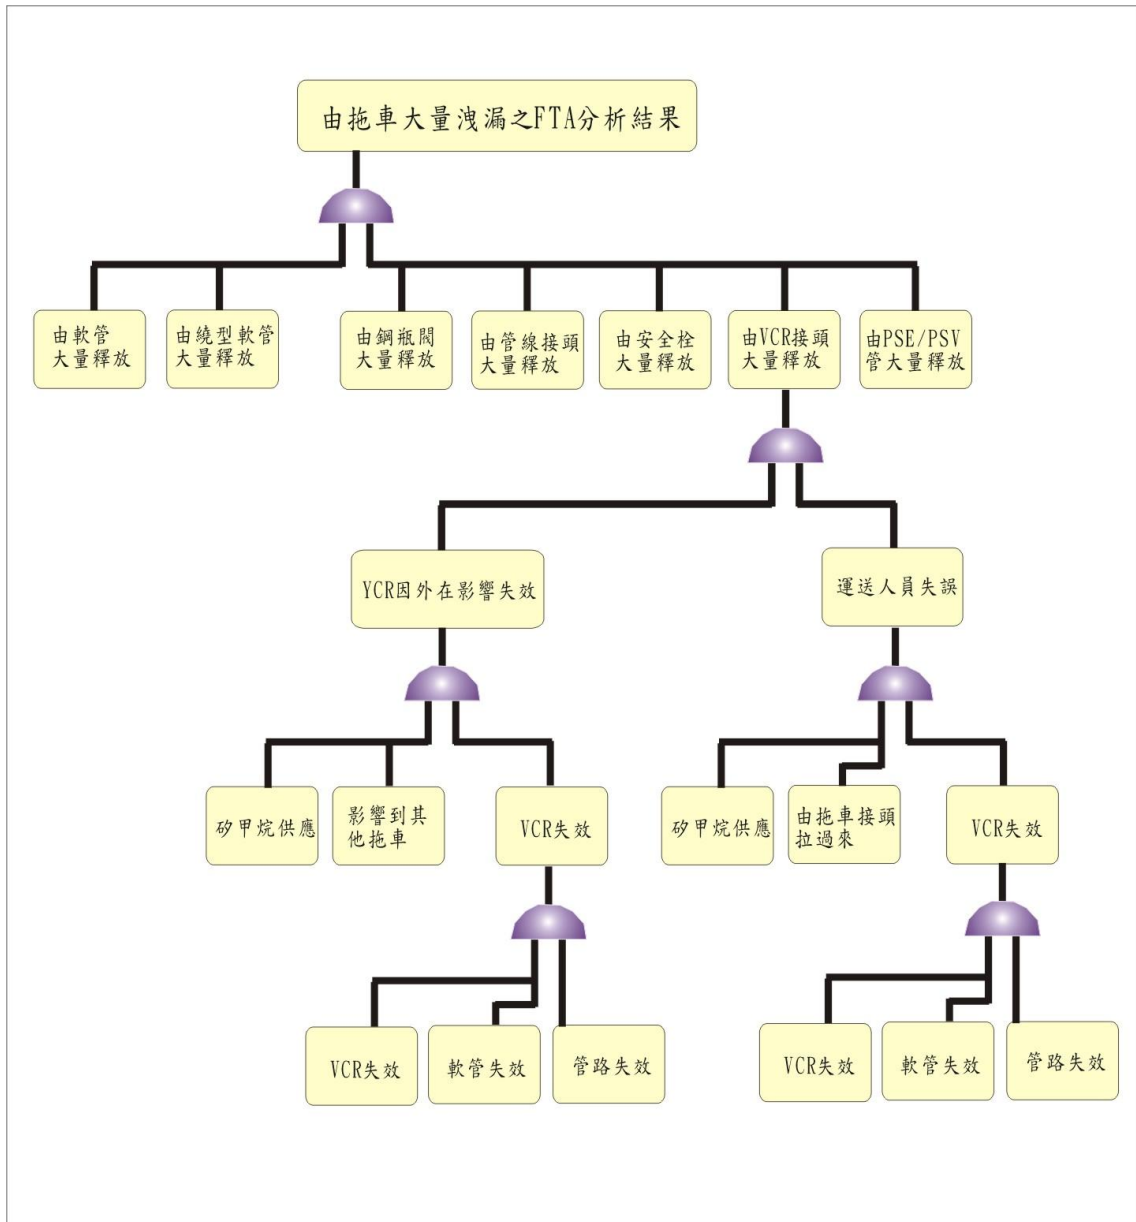 由拖車大量洩漏之FTA分析結果
由軟管
大量釋放
由繞型軟管
大量釋放
由鋼瓶閥
大量釋放
由管線接頭
大量釋放
由安全栓
大量釋放
由VCR接頭
大量釋放
由PSE/PSV
管大量釋放
YCR因外在影響失效
運送人員失誤
矽甲烷供應
影響到其
他拖車
VCR失效
矽甲烷供應
由拖車接頭
拉過來
VCR失效
VCR失效
軟管失效
管路失效
VCR失效
軟管失效
管路失效